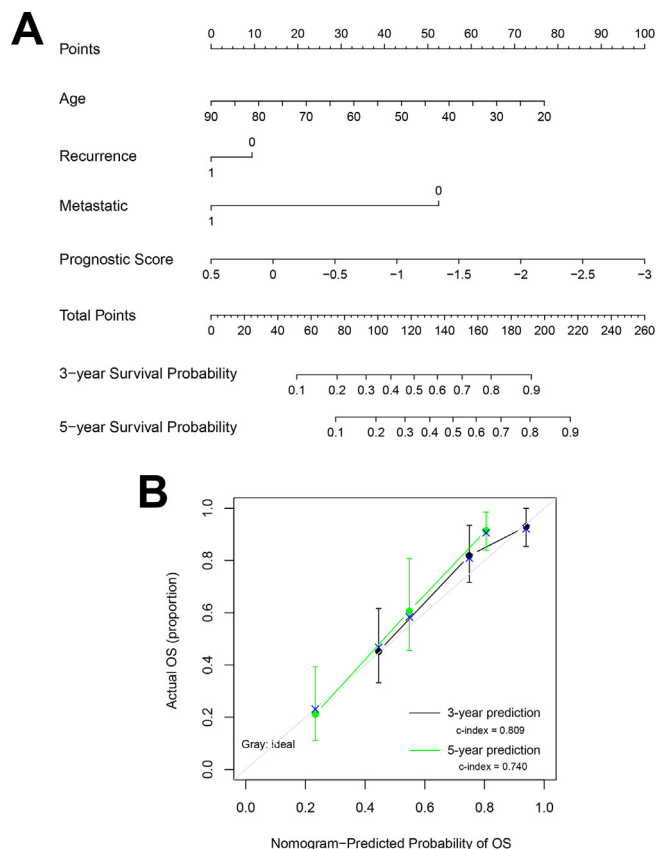 A
Points
0 10 20 30 40 50 60 70 80 90 100
Age
90 80 70 60 50 40 30 20
Recurrence
0
1
Metastatic
0
1
Prognostic Score
0.5 0 −0.5 −1 −1.5 −2 −2.5 −3
Total Points
0 20 40 60 80 100 120 140 160 180 200 220 240 260
3−year Survival Probability
0.1 0.2 0.3 0.4 0.5 0.6 0.7 0.8 0.9
5−year Survival Probability
0.1 0.2 0.3 0.4 0.5 0.6 0.7 0.8 0.9
B
Actual OS (proportion)
1.0
0.8
0.6
0.4
0.2
0.0
3−year prediction
c−index = 0.809
Gray: ideal
5−year prediction
c−index = 0.740
0.0 0.2 0.4 0.6 0.8 1.0
Nomogram−Predicted Probability of OS